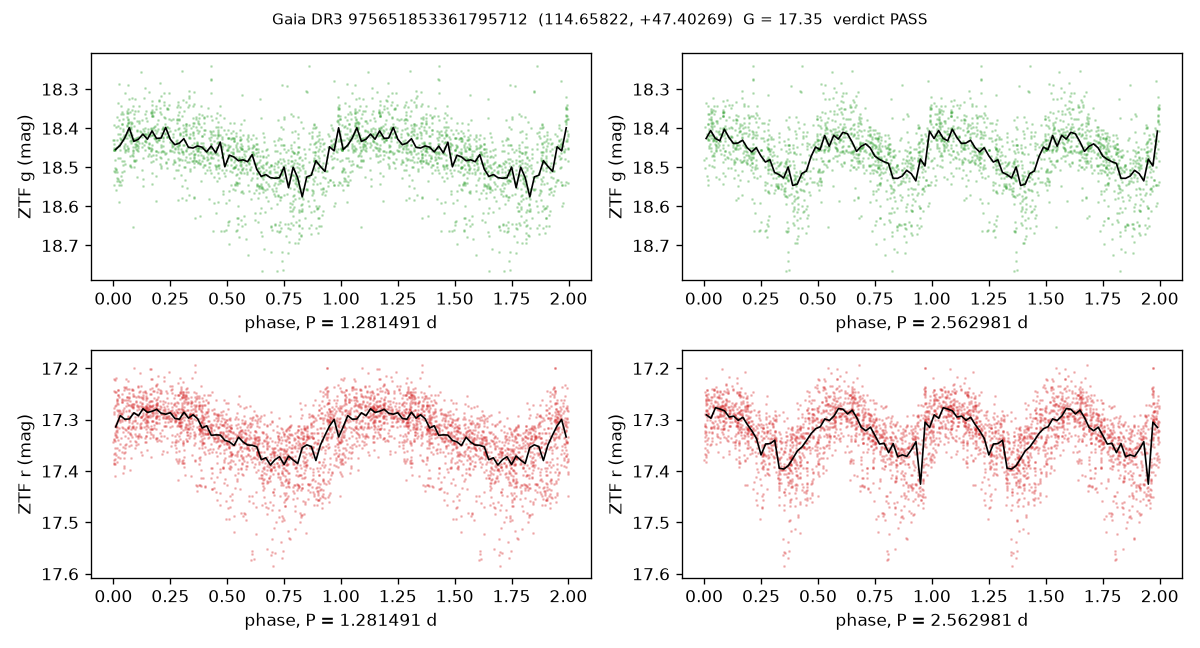 Gaia DR3 975651853361795712 (114.65822, +47.40269) G = 17.35 verdict PASS
ZTF g (mag)
18.3
18.4
18.5
18.6
18.7
0.00 0.25 0.50 0.75 1.00 1.25 1.50 1.75 2.00
phase, P = 1.281491 d
ZTF g (mag)
18.3
18.4
18.5
18.6
18.7
0.00 0.25 0.50 0.75 1.00 1.25 1.50 1.75 2.00
phase, P = 2.562981 d
ZTF r (mag)
17.2
17.3
17.4
17.5
17.6
0.00 0.25 0.50 0.75 1.00 1.25 1.50 1.75 2.00
phase, P = 1.281491 d
ZTF r (mag)
17.2
17.3
17.4
17.5
17.6
0.00 0.25 0.50 0.75 1.00 1.25 1.50 1.75 2.00
phase, P = 2.562981 d